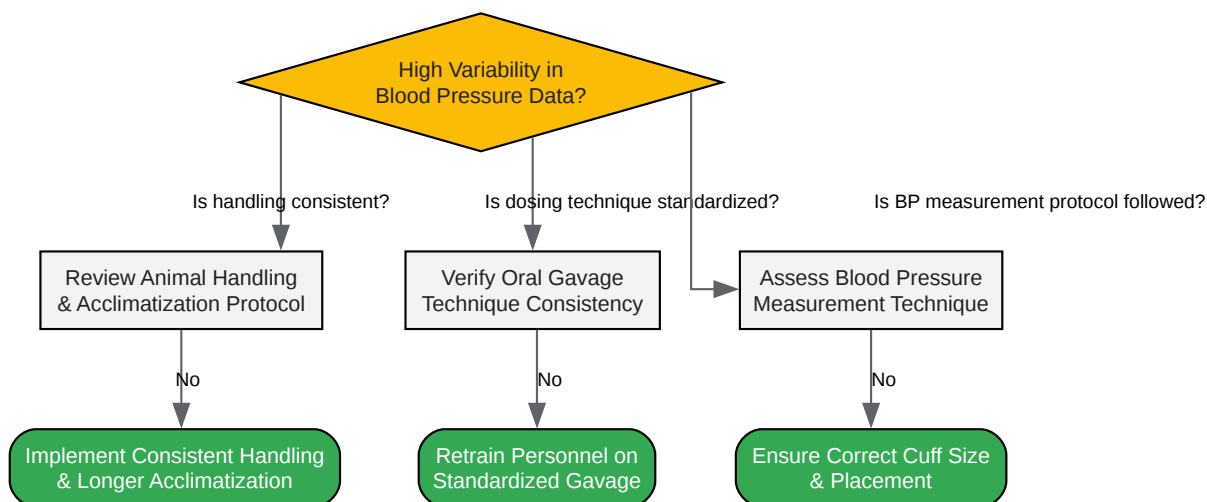 High Variability in
Blood Pressure Data?
Is handling consistent?
Is dosing technique standardized?
Is BP measurement protocol followed?
Review Animal Handling
& Acclimatization Protocol
Verify Oral Gavage
Technique Consistency
Assess Blood Pressure
Measurement Technique
No
No
No
Implement Consistent Handling
& Longer Acclimatization
Retrain Personnel on
Standardized Gavage
Ensure Correct Cuff Size
& Placement